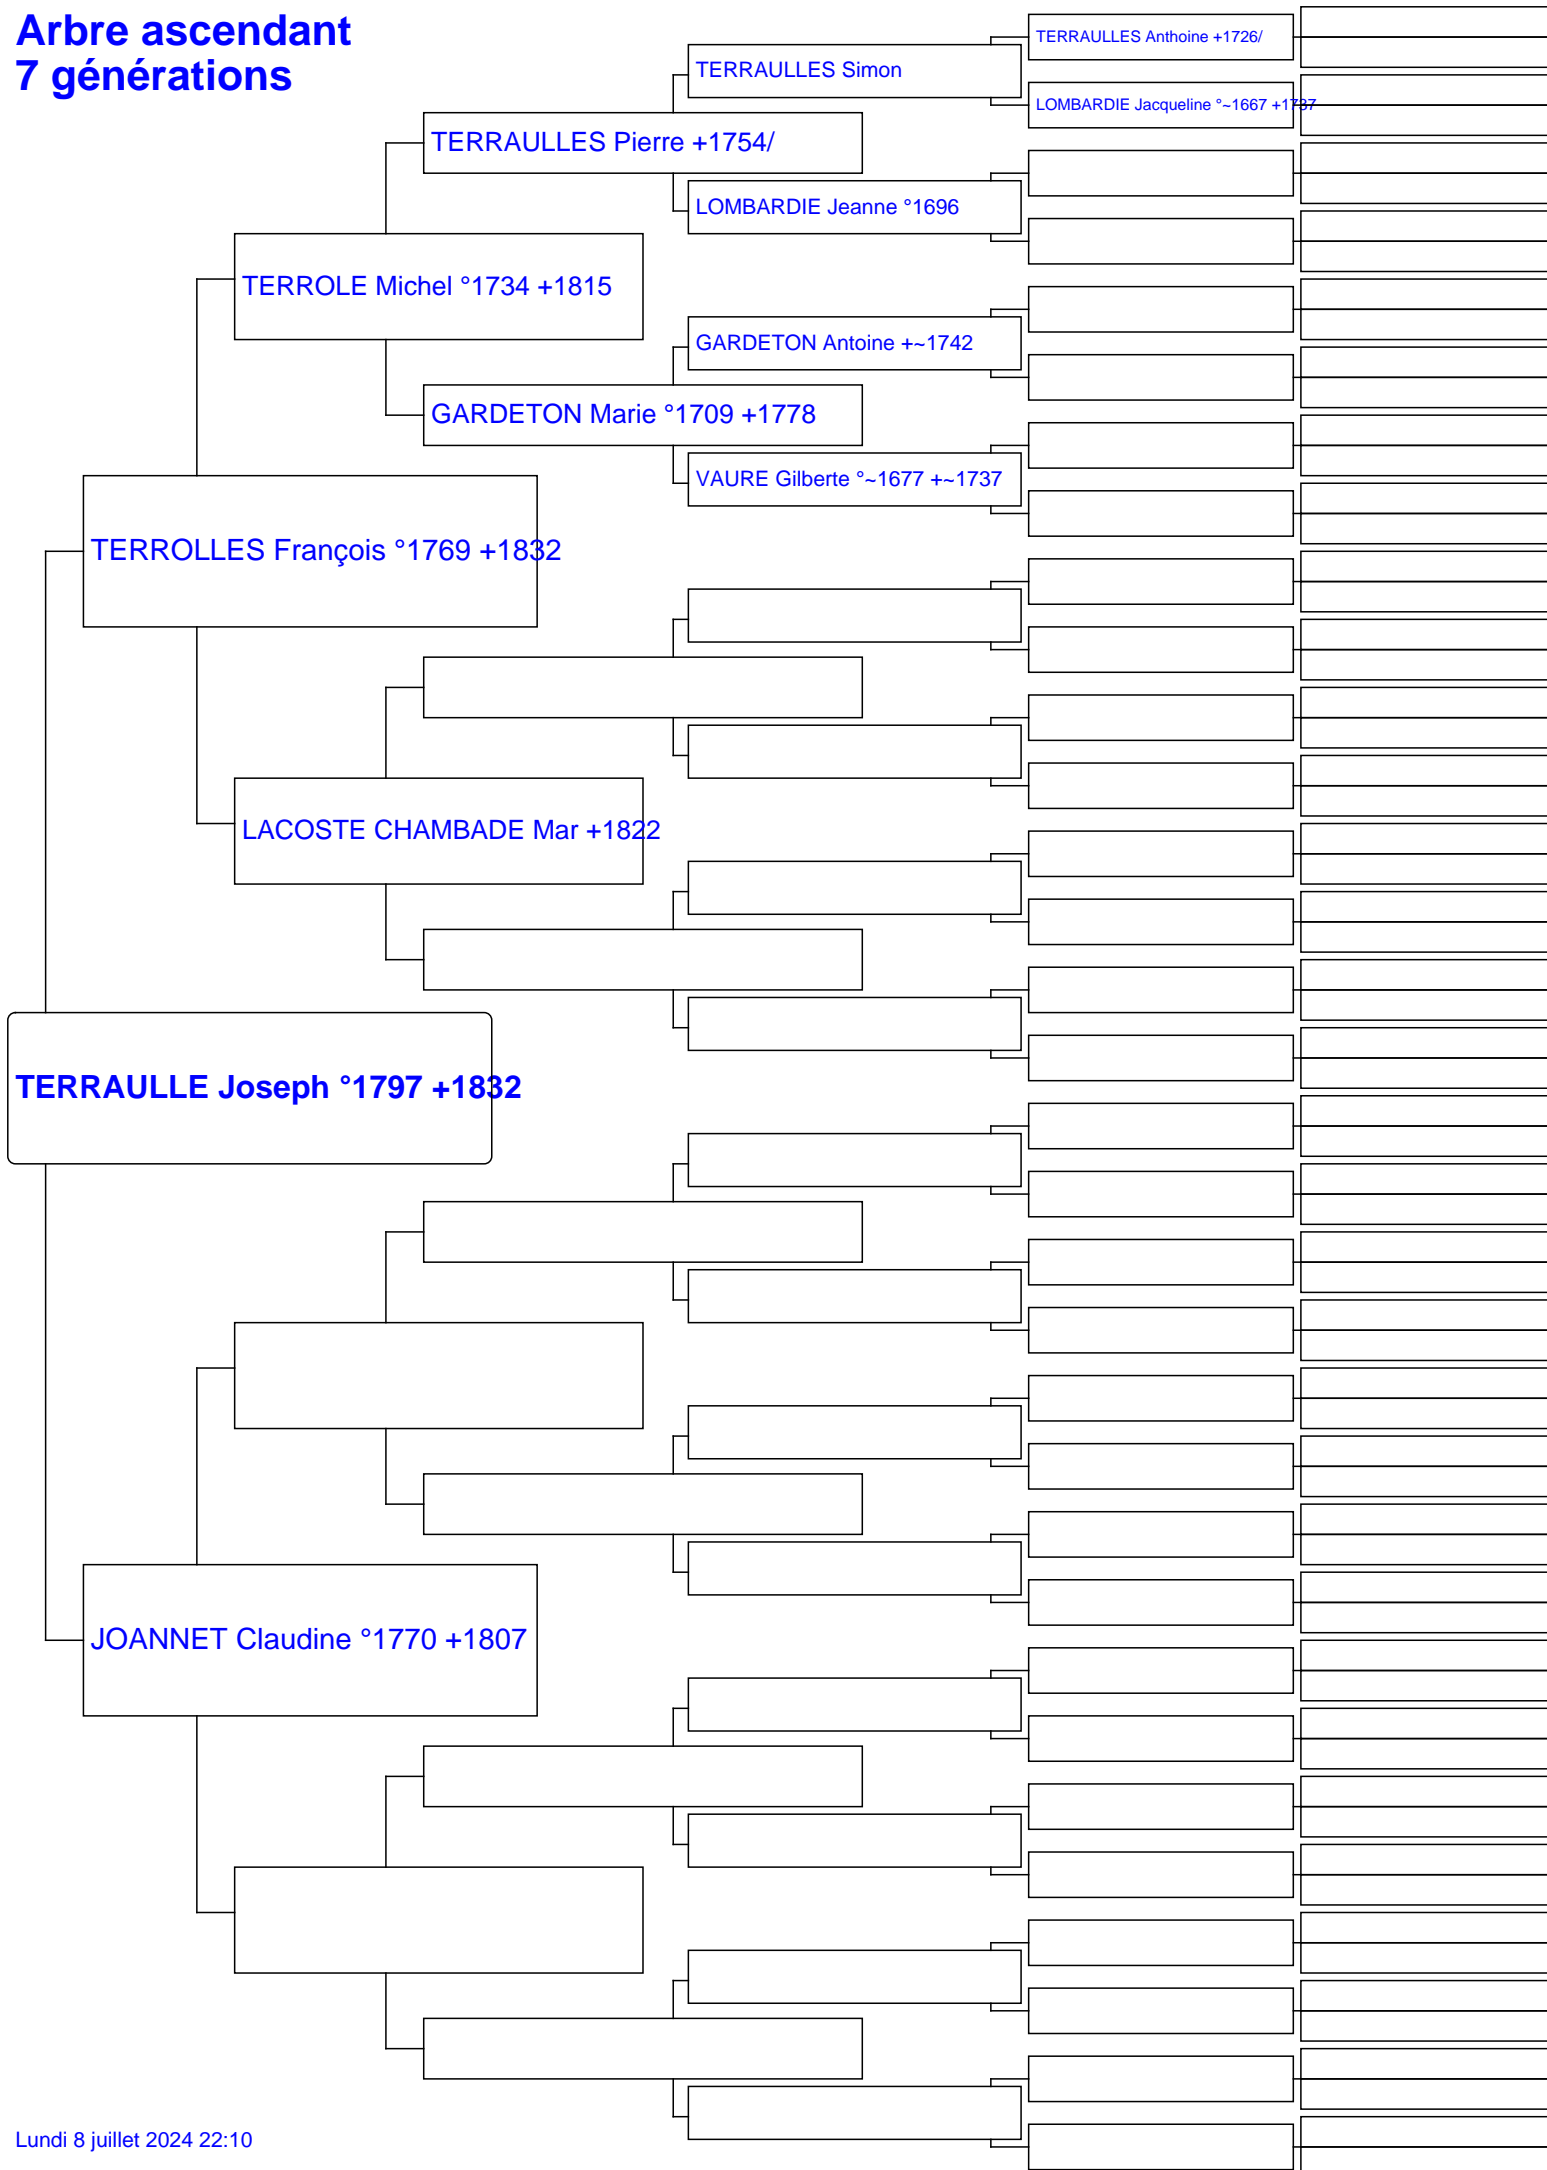 Arbre ascendant
7 générations
TERRAULLES Anthoine +1726/
TERRAULLES Simon
LOMBARDIE Jacqueline °~1667 +1737
TERRAULLES Pierre +1754/
LOMBARDIE Jeanne °1696
TERROLE Michel °1734 +1815
GARDETON Antoine +~1742
GARDETON Marie °1709 +1778
VAURE Gilberte °~1677 +~1737
TERROLLES François °1769 +1832
LACOSTE CHAMBADE Mar +1822
TERRAULLE Joseph °1797 +1832
JOANNET Claudine °1770 +1807
Lundi 8 juillet 2024 22:10